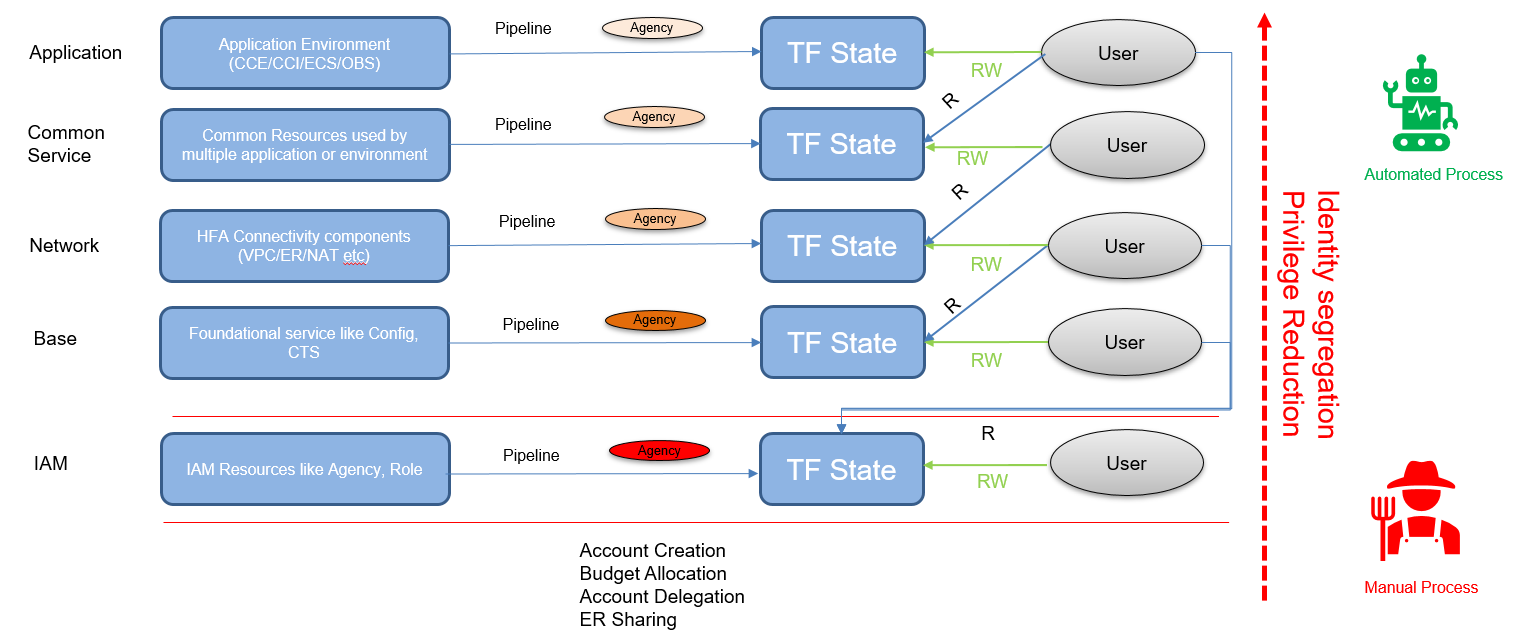 Application
Application Environment
(CCE/CCI/ECS/OBS)
Pipeline
Agency
TF State
RW
User
R
Common
Service
Common Resources used by
multiple application or environment
Pipeline
Agency
TF State
RW
User
R
Network
HFA Connectivity components
(VPC/ER/NAT etc)
Pipeline
Agency
TF State
RW
User
R
Base
Foundational service like Config,
CTS
Pipeline
Agency
TF State
RW
User
IAM
IAM Resources like Agency, Role
Pipeline
Agency
TF State
R
RW
User
Account Creation
Budget Allocation
Account Delegation
ER Sharing
Identity segregation
Privilege Reduction
Automated Process
Manual Process